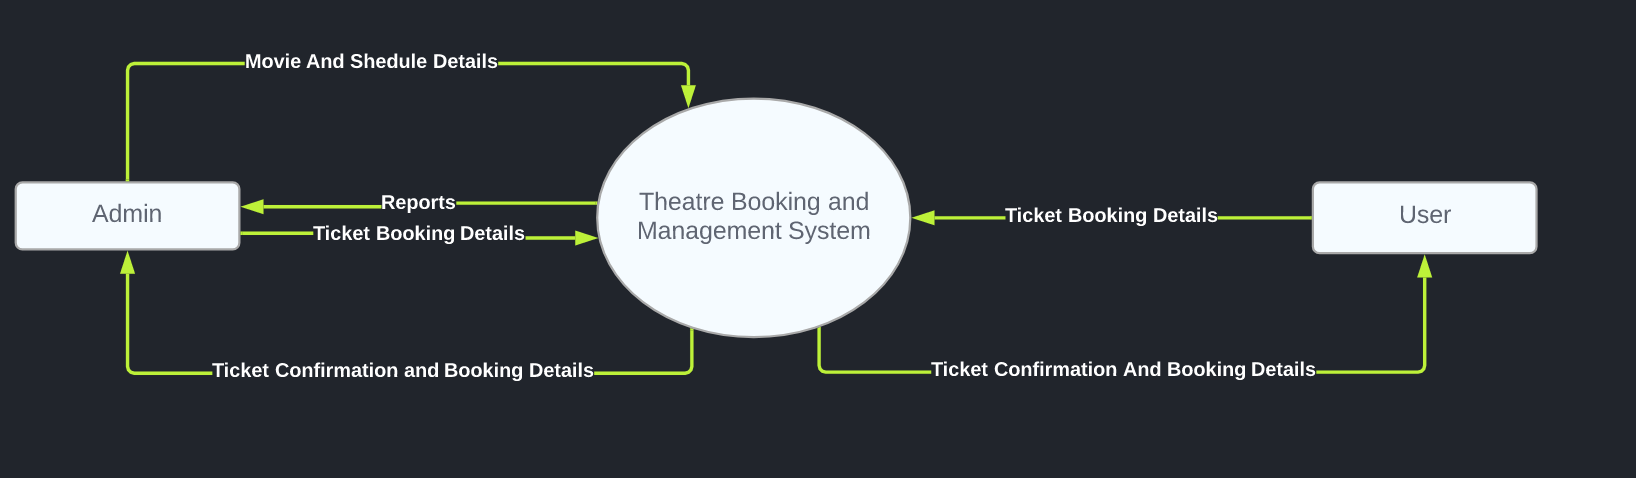 Movie And Shedule Details
Admin
Reports
Ticket Booking Details
Theatre Booking and
Management System
Ticket Booking Details
User
Ticket Confirmation and Booking Details
Ticket Confirmation And Booking Details